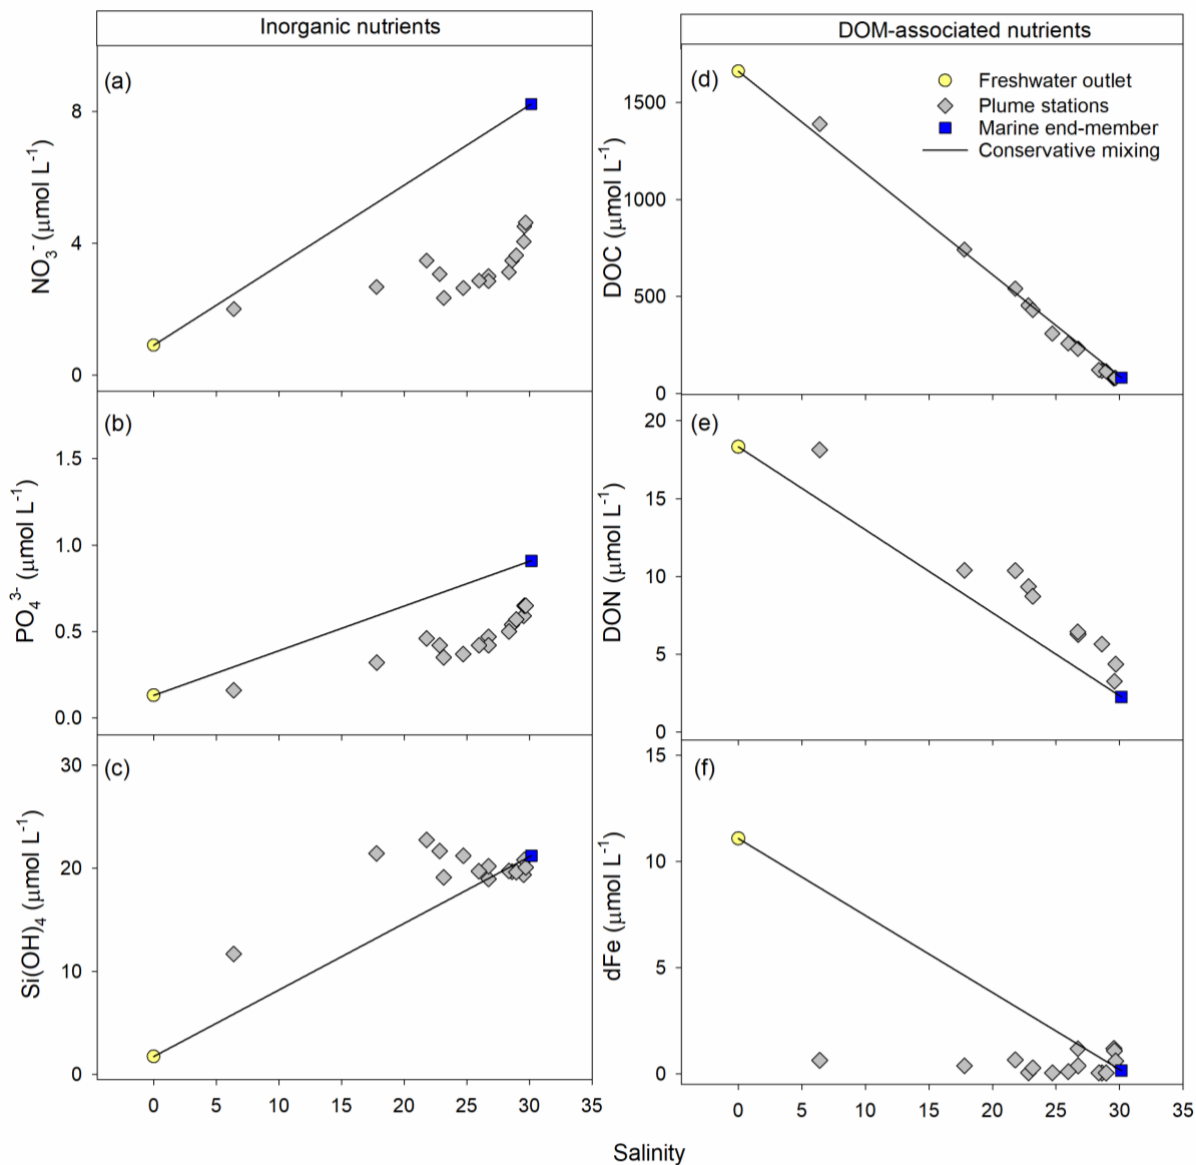 Inorganic nutrients
DOM-associated nutrients
(a)
8
4
0
NO₃⁻ (μmol L⁻¹)
(d)
Freshwater outlet
Plume stations
Marine end-member
Conservative mixing
1500
1000
500
0
DOC (μmol L⁻¹)
(b)
1.5
1.0
0.5
0.0
PO₄³⁻ (μmol L⁻¹)
(e)
20
15
10
5
0
DON (μmol L⁻¹)
(c)
30
20
10
0
Si(OH)₄ (μmol L⁻¹)
(f)
15
10
5
0
dFe (μmol L⁻¹)
0 5 10 15 20 25 30 35
0 5 10 15 20 25 30 35
Salinity